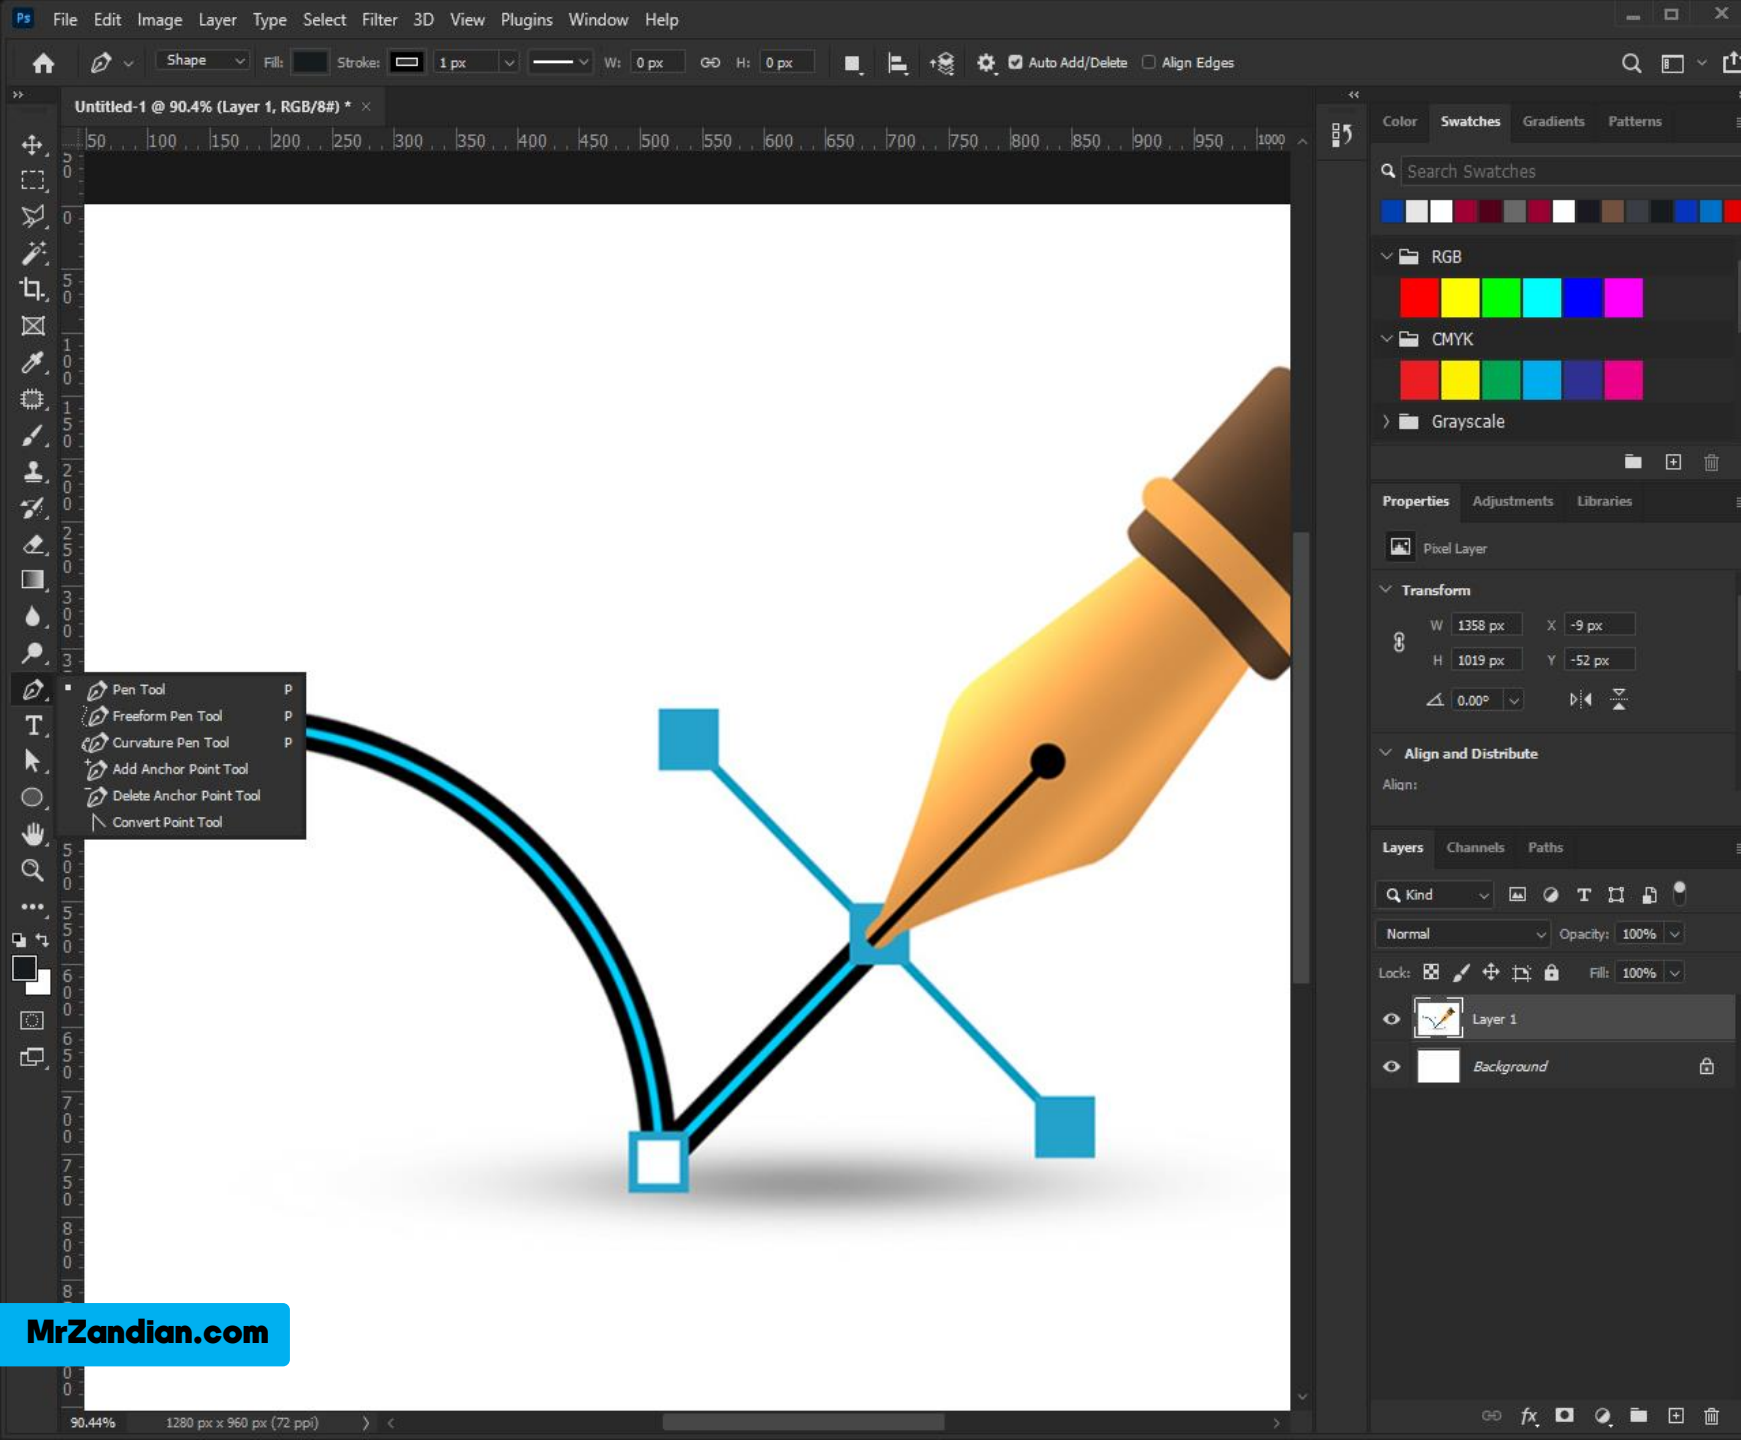 Ps File Edit Image Layer Type Select Filter 3D View Plugins Window Help
Shape Fill: Stroke: 1 px W: 0 px H: 0 px Auto Add/Delete Align Edges
Untitled-1 @ 90.4% (Layer 1, RGB/8#) *
50 100 150 200 250 300 350 400 450 500 550 600 650 700 750 800 850 900 950 1000
Color Swatches Gradients Patterns
Search Swatches
RGB
CMYK
Grayscale
Properties Adjustments Libraries
Pixel Layer
Transform
W 1358 px X -9 px
H 1019 px Y -52 px
0.00°
Align and Distribute
Align:
Pen Tool P
Freeform Pen Tool P
Curvature Pen Tool P
Add Anchor Point Tool
Delete Anchor Point Tool
Convert Point Tool
Layers Channels Paths
Kind
Normal Opacity: 100%
Lock: Fill: 100%
Layer 1
Background
MrZandian.com
90.44% 1280 px x 960 px (72 ppi)